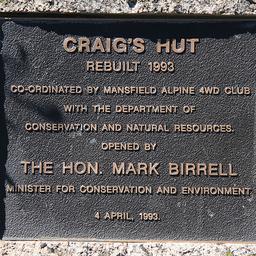 CRAIG'S HUT
REBUILT 1993
CO-ORDINATED BY MANSFIELD ALPINE 4WD CLUB
WITH THE DEPARTMENT OF
CONSERVATION AND NATURAL RESOURCES.
OPENED BY
THE HON. MARK BIRRELL
MINISTER FOR CONSERVATION AND ENVIRONMENT
4 APRIL, 1993.